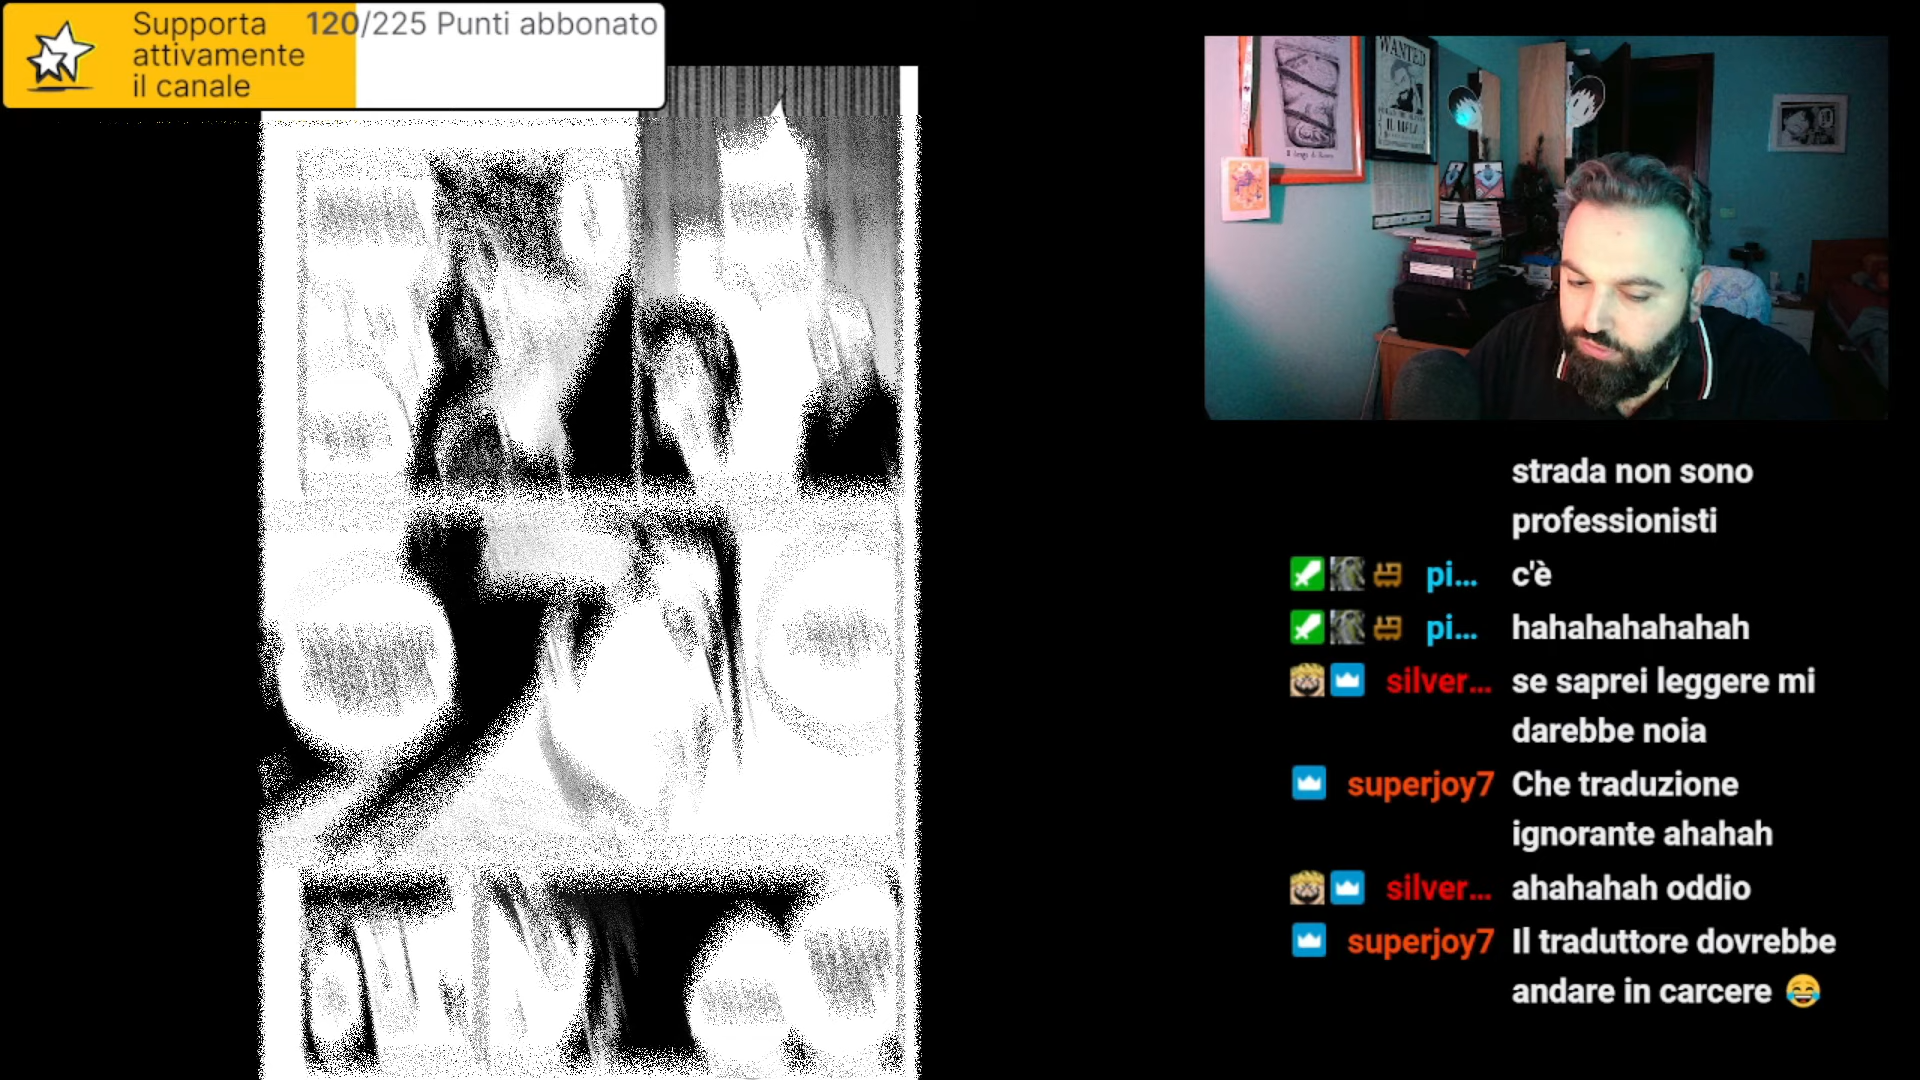 Supporta
attivamente
il canale
120/225 Punti abbonato
WANTED
strada non sono
professionisti
pi... c'è
pi... hahahahahahah
silver... se saprei leggere mi
darebbe noia
superjoy7 Che traduzione
ignorante ahahah
silver... ahahahah oddio
superjoy7 Il traduttore dovrebbe
andare in carcere 😂